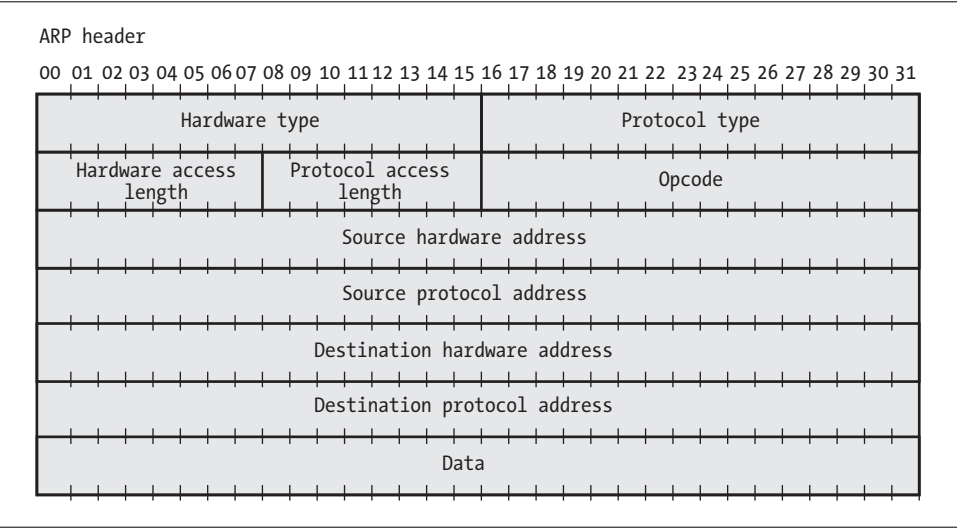 ARP header
00 01 02 03 04 05 06 07 08 09 10 11 12 13 14 15 16 17 18 19 20 21 22 23 24 25 26 27 28 29 30 31
Hardware type Protocol type
Hardware access Protocol access Opcode
length length
Source hardware address
Source protocol address
Destination hardware address
Destination protocol address
Data